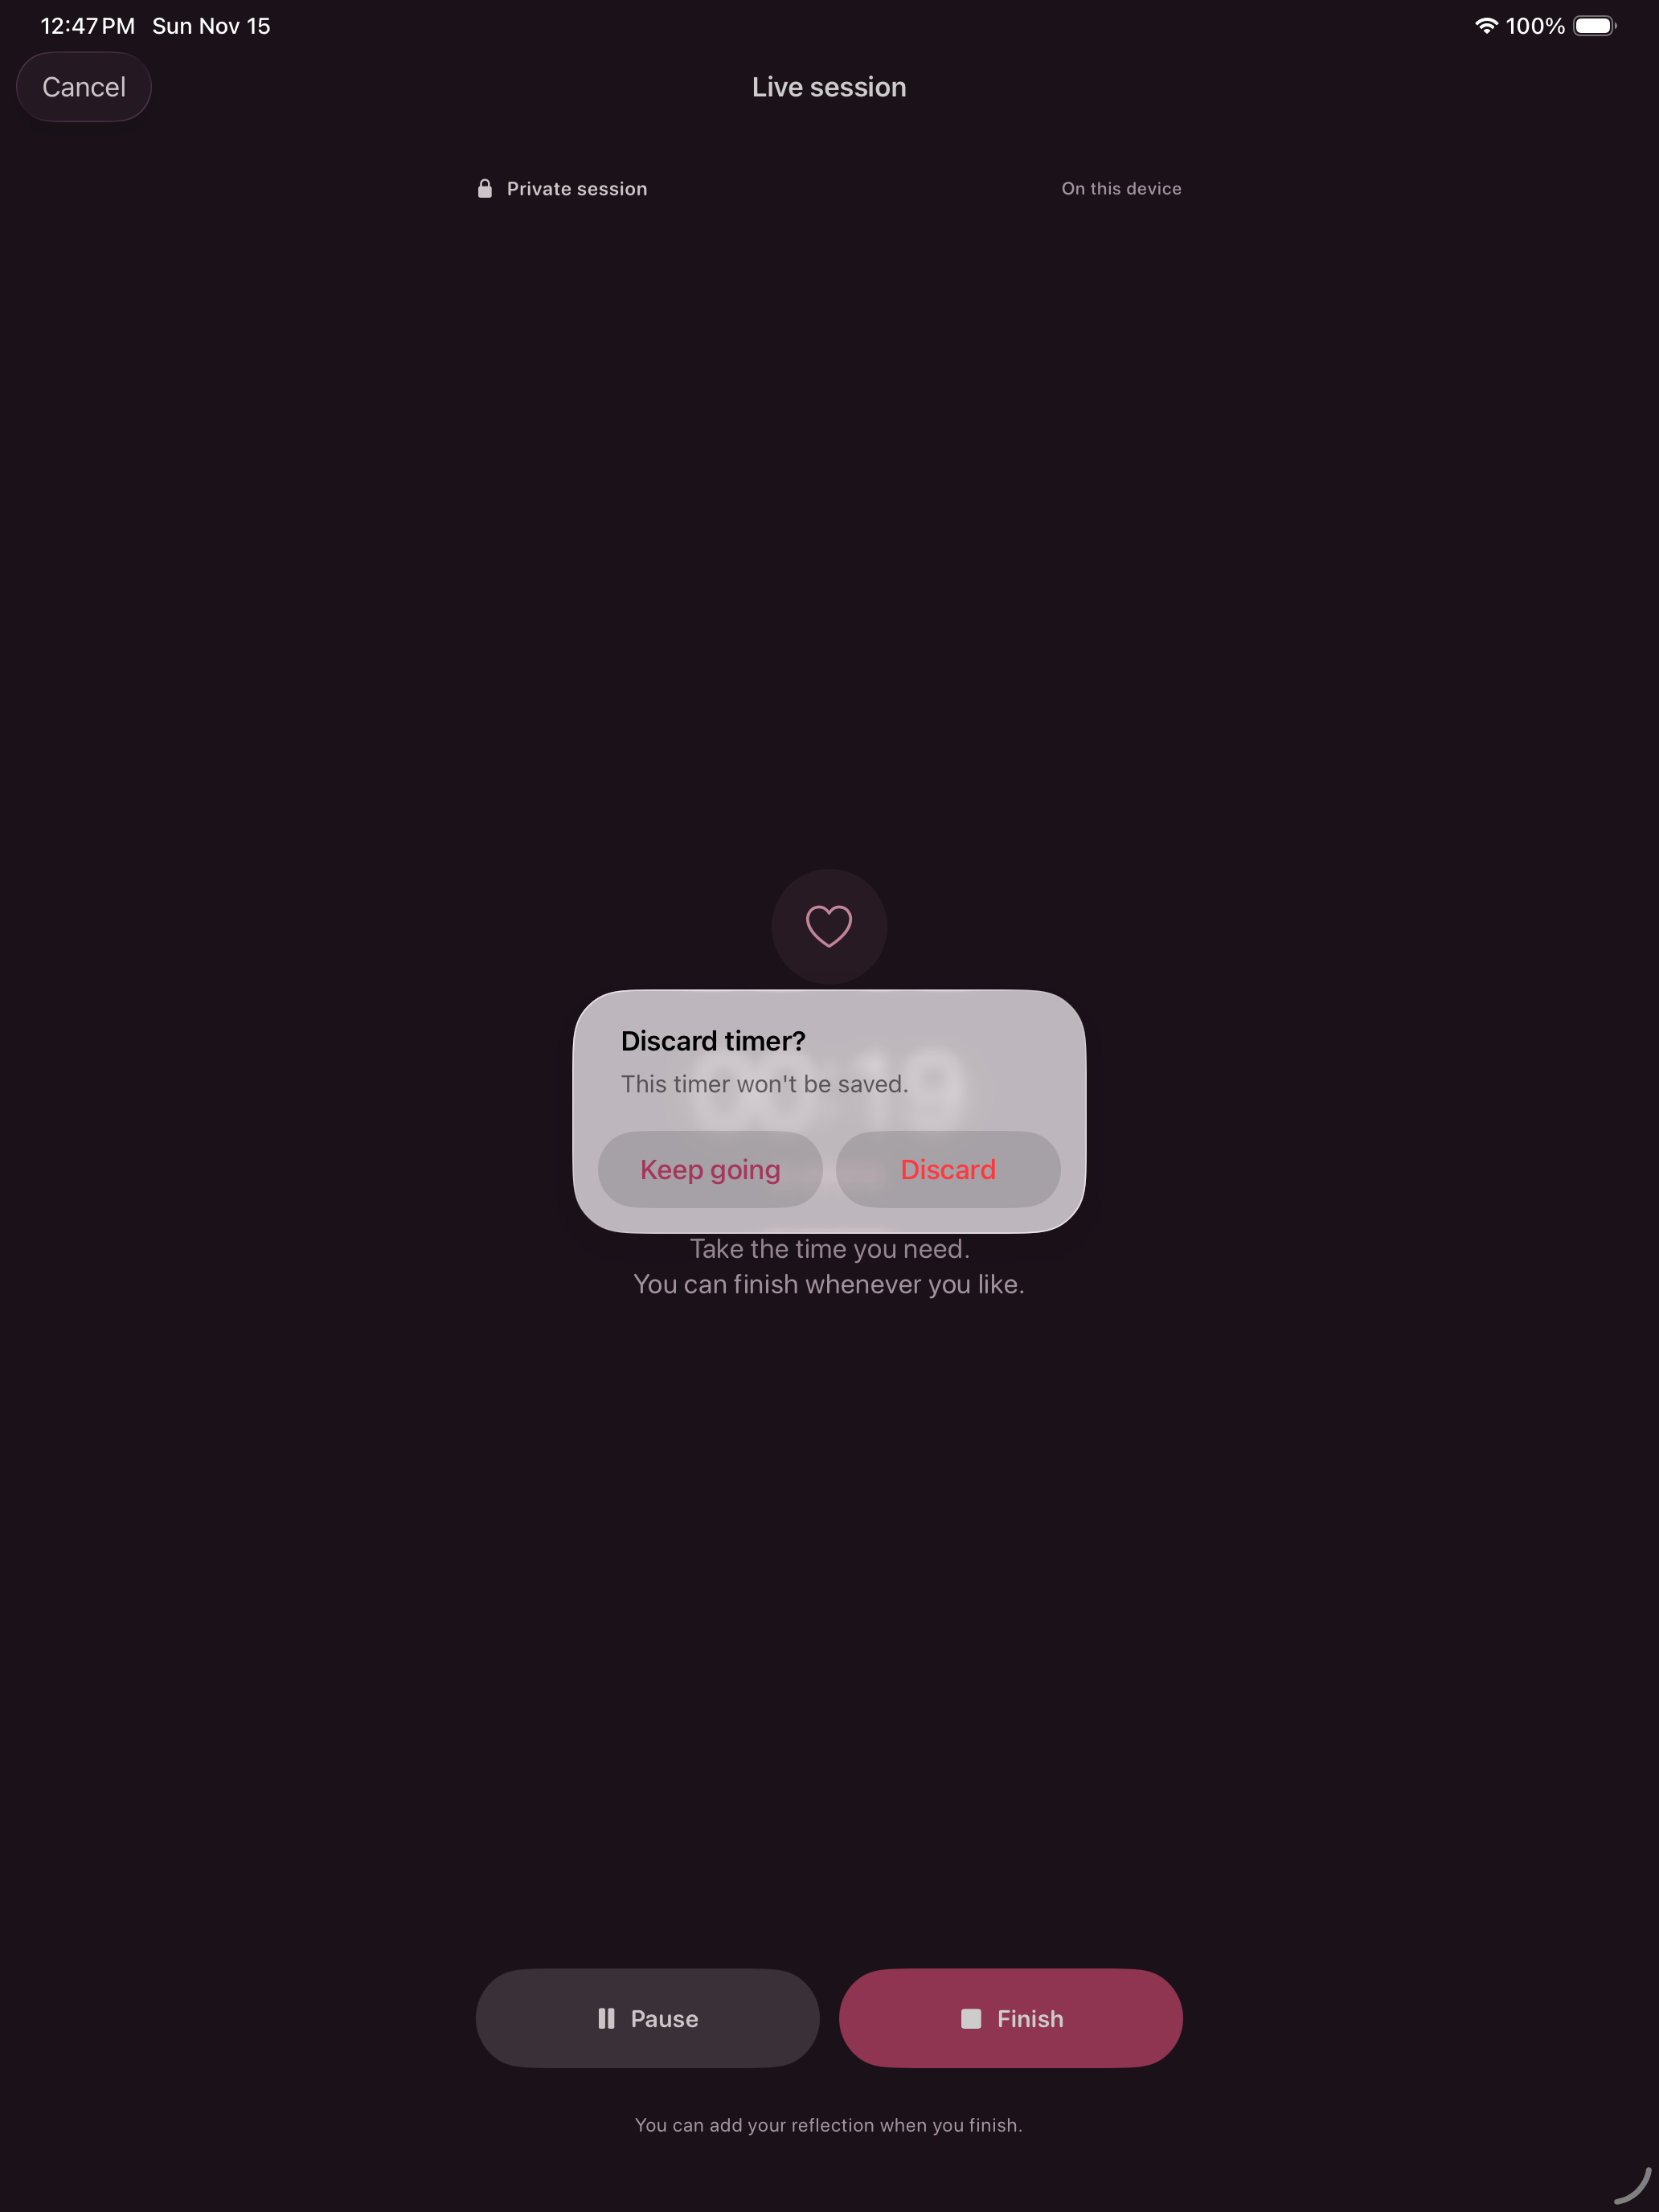 12:47 PM Sun Nov 15
100%
Cancel
Live session
Private session
On this device
Discard timer?
00:19
This timer won't be saved.
Keep going
Discard
Take the time you need.
You can finish whenever you like.
Pause
Finish
You can add your reflection when you finish.